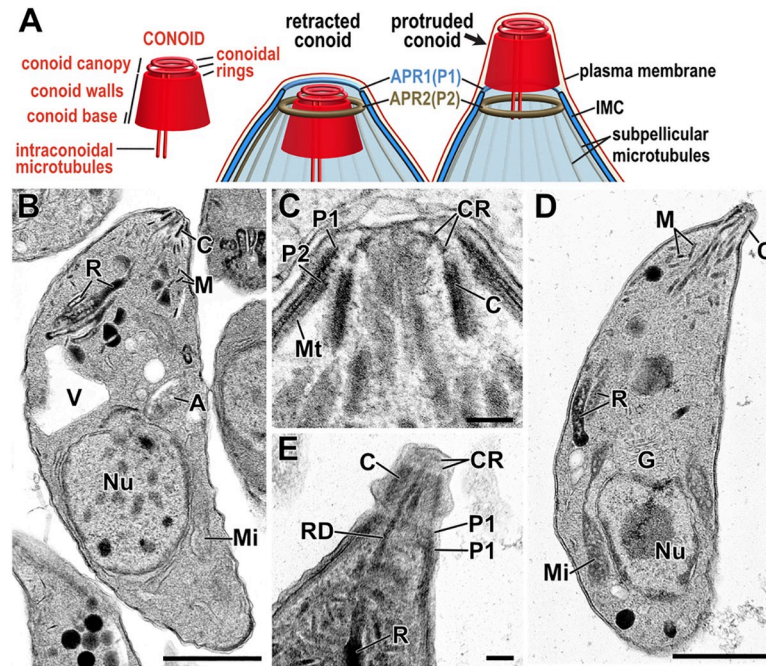 A
CONOID
conoid canopy
conoidal
rings
conoid walls
conoid base
intraconoidal
microtubules
retracted
conoid
protruded
conoid
APR1(P1)
APR2(P2)
plasma membrane
IMC
subpellicular
microtubules
B
C
R
M
V
A
Nu
Mi
C
P1
CR
P2
C
Mt
D
M
C
R
G
Nu
Mi
E
C
CR
RD
P1
P1
R